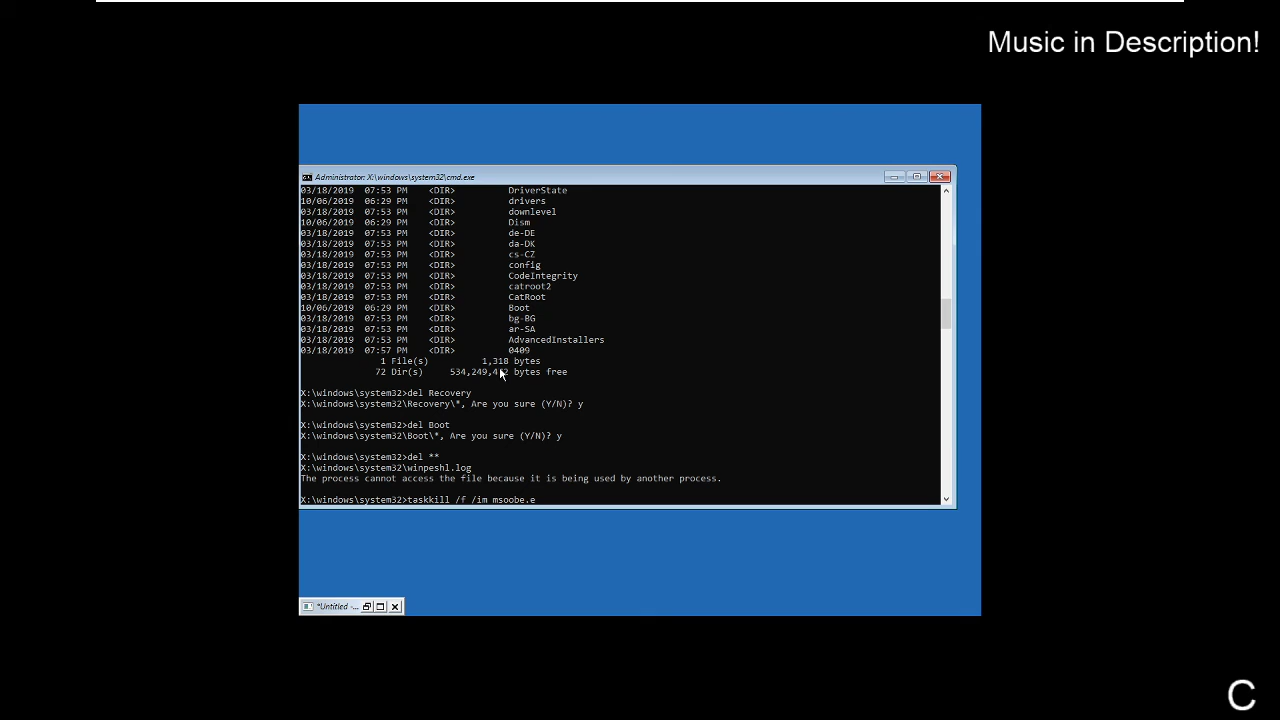 Music in Description!
Administrator: X:\windows\system32\cmd.exe
03/18/2019 07:53 PM <DIR> DriverState
10/06/2019 06:29 PM <DIR> drivers
03/18/2019 07:53 PM <DIR> downlevel
10/06/2019 06:29 PM <DIR> Dism
03/18/2019 07:53 PM <DIR> de-DE
03/18/2019 07:53 PM <DIR> da-DK
03/18/2019 07:53 PM <DIR> cs-CZ
03/18/2019 07:53 PM <DIR> config
03/18/2019 07:53 PM <DIR> CodeIntegrity
03/18/2019 07:53 PM <DIR> catroot2
03/18/2019 07:53 PM <DIR> CatRoot
10/06/2019 06:29 PM <DIR> Boot
03/18/2019 07:53 PM <DIR> bg-BG
03/18/2019 07:53 PM <DIR> ar-SA
03/18/2019 07:53 PM <DIR> AdvancedInstallers
03/18/2019 07:57 PM <DIR> 0409
1 File(s) 1,318 bytes
72 Dir(s) bytes free
X:\windows\system32>del Recovery
X:\windows\system32\Recovery\*, Are you sure (Y/N)? y
X:\windows\system32>del Boot
X:\windows\system32\Boot\*, Are you sure (Y/N)? y
X:\windows\system32>del **
X:\windows\system32\winpeshl.log
The process cannot access the file because it is being used by another process.
X:\windows\system32>taskkill /f /im msoobe.e
*Untitled -...
C